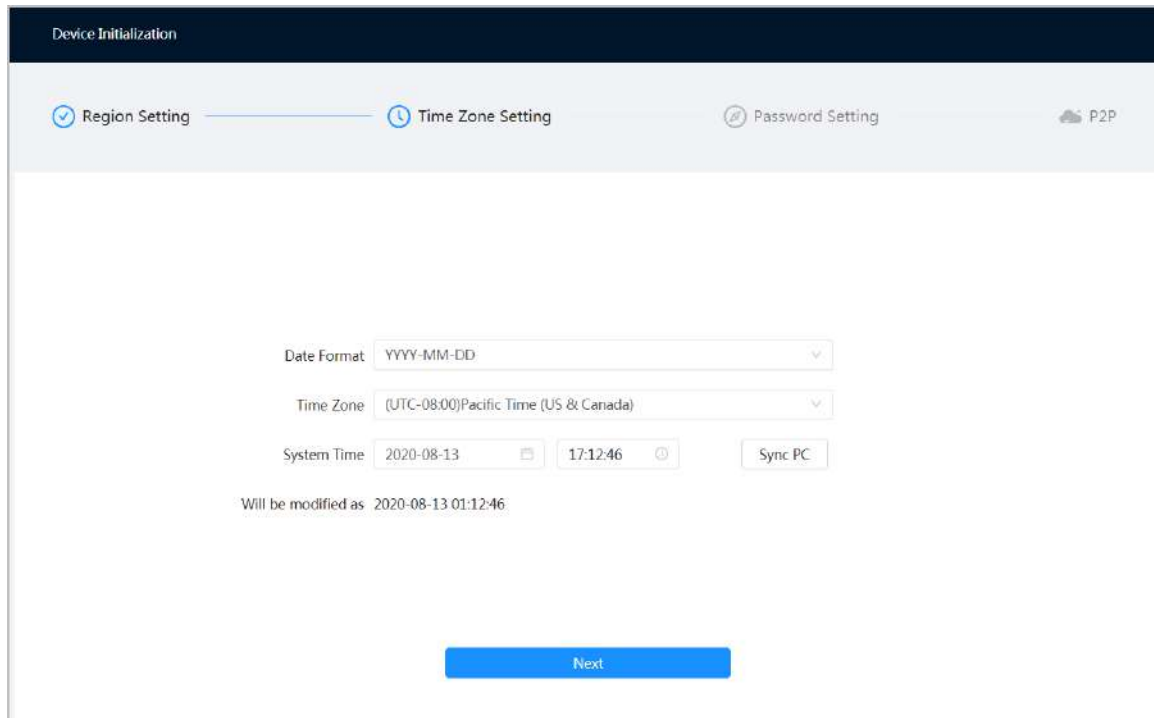 Device Initialization
Region Setting
Time Zone Setting
Password Setting
P2P
Date Format YYYY-MM-DD
Time Zone (UTC-08:00)Pacific Time (US & Canada)
System Time 2020-08-13 17:12:46 Sync PC
Will be modified as 2020-08-13 01:12:46
Next